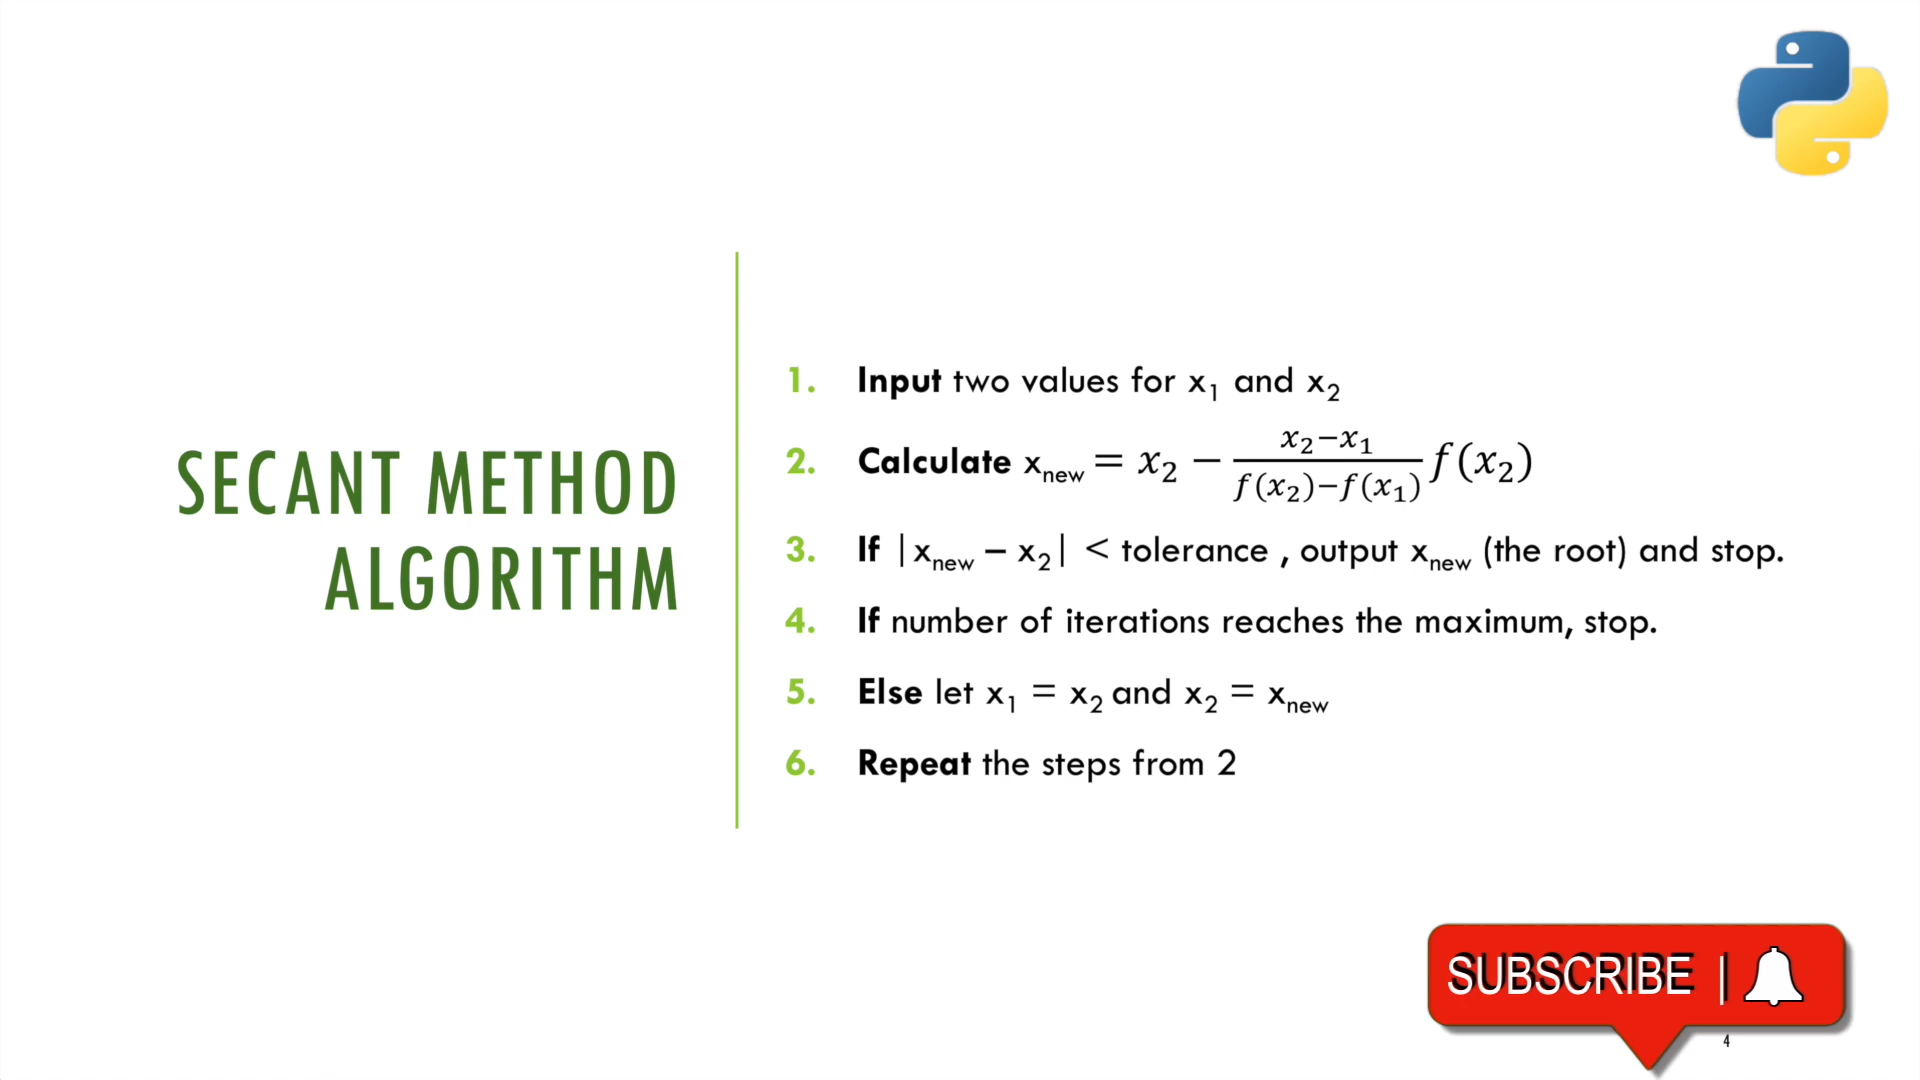 SECANT METHOD
ALGORITHM
1. Input two values for x₁ and x₂
2. Calculate xₙₑw = x₂ − (x₂−x₁)/(f(x₂)−f(x₁)) f(x₂)
3. If |xₙₑw – x₂| < tolerance , output xₙₑw (the root) and stop.
4. If number of iterations reaches the maximum, stop.
5. Else let x₁ = x₂ and x₂ = xₙₑw
6. Repeat the steps from 2
SUBSCRIBE |
4